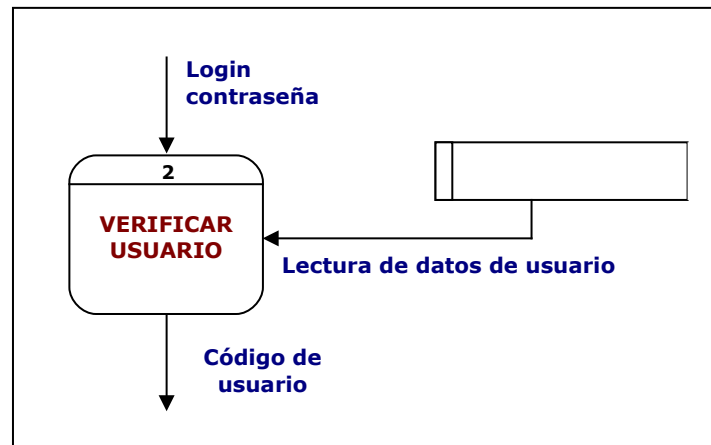 Login
contraseña
2
VERIFICAR
USUARIO
Lectura de datos de usuario
Código de
usuario